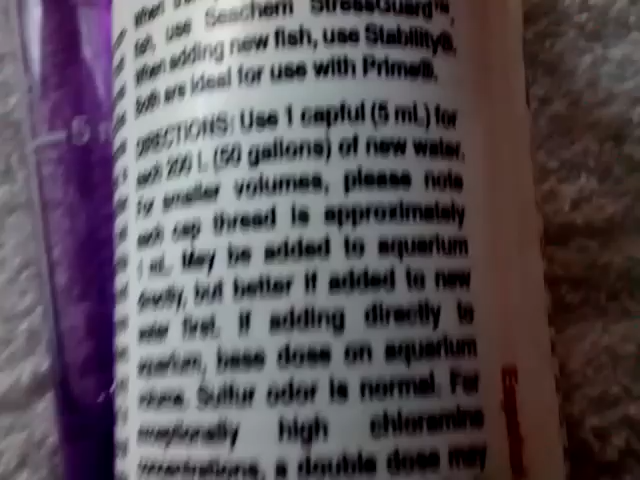 fish, use Seachem StressGuard™.
When adding new fish, use Stability®.
Both are ideal for use with Prime®.
DIRECTIONS: Use 1 capful (5 mL) for
each 200 L (50 gallons) of new water.
For smaller volumes, please note
each cap thread is approximately
1 mL. May be added to aquarium
directly, but better if added to new
water first. If adding directly to
aquarium, base dose on aquarium
volume. Sulfur odor is normal. For
exceptionally high chloramine
concentrations, a double dose may
5